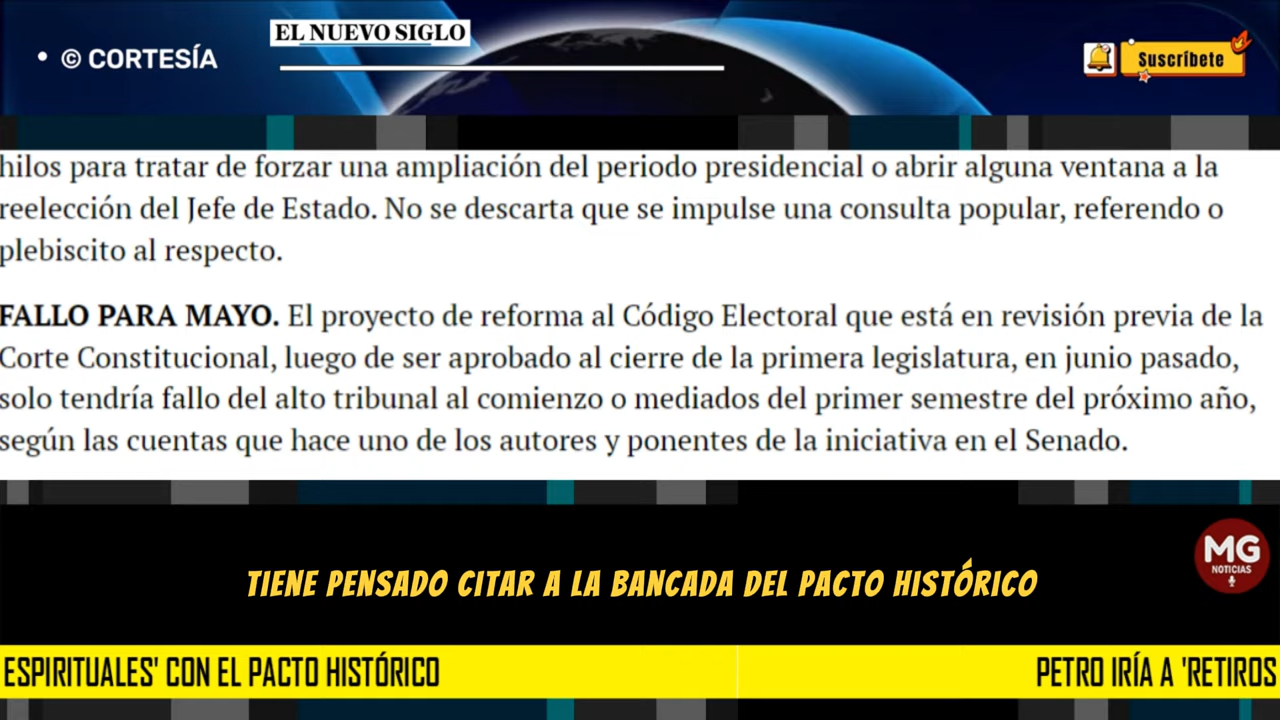 • © CORTESÍA
EL NUEVO SIGLO
Suscríbete
hilos para tratar de forzar una ampliación del periodo presidencial o abrir alguna ventana a la
reelección del Jefe de Estado. No se descarta que se impulse una consulta popular, referendo o
plebiscito al respecto.
FALLO PARA MAYO. El proyecto de reforma al Código Electoral que está en revisión previa de la
Corte Constitucional, luego de ser aprobado al cierre de la primera legislatura, en junio pasado,
solo tendría fallo del alto tribunal al comienzo o mediados del primer semestre del próximo año,
según las cuentas que hace uno de los autores y ponentes de la iniciativa en el Senado.
MG
NOTICIAS
TIENE PENSADO CITAR A LA BANCADA DEL PACTO HISTÓRICO
ESPIRITUALES' CON EL PACTO HISTÓRICO
PETRO IRÍA A 'RETIROS